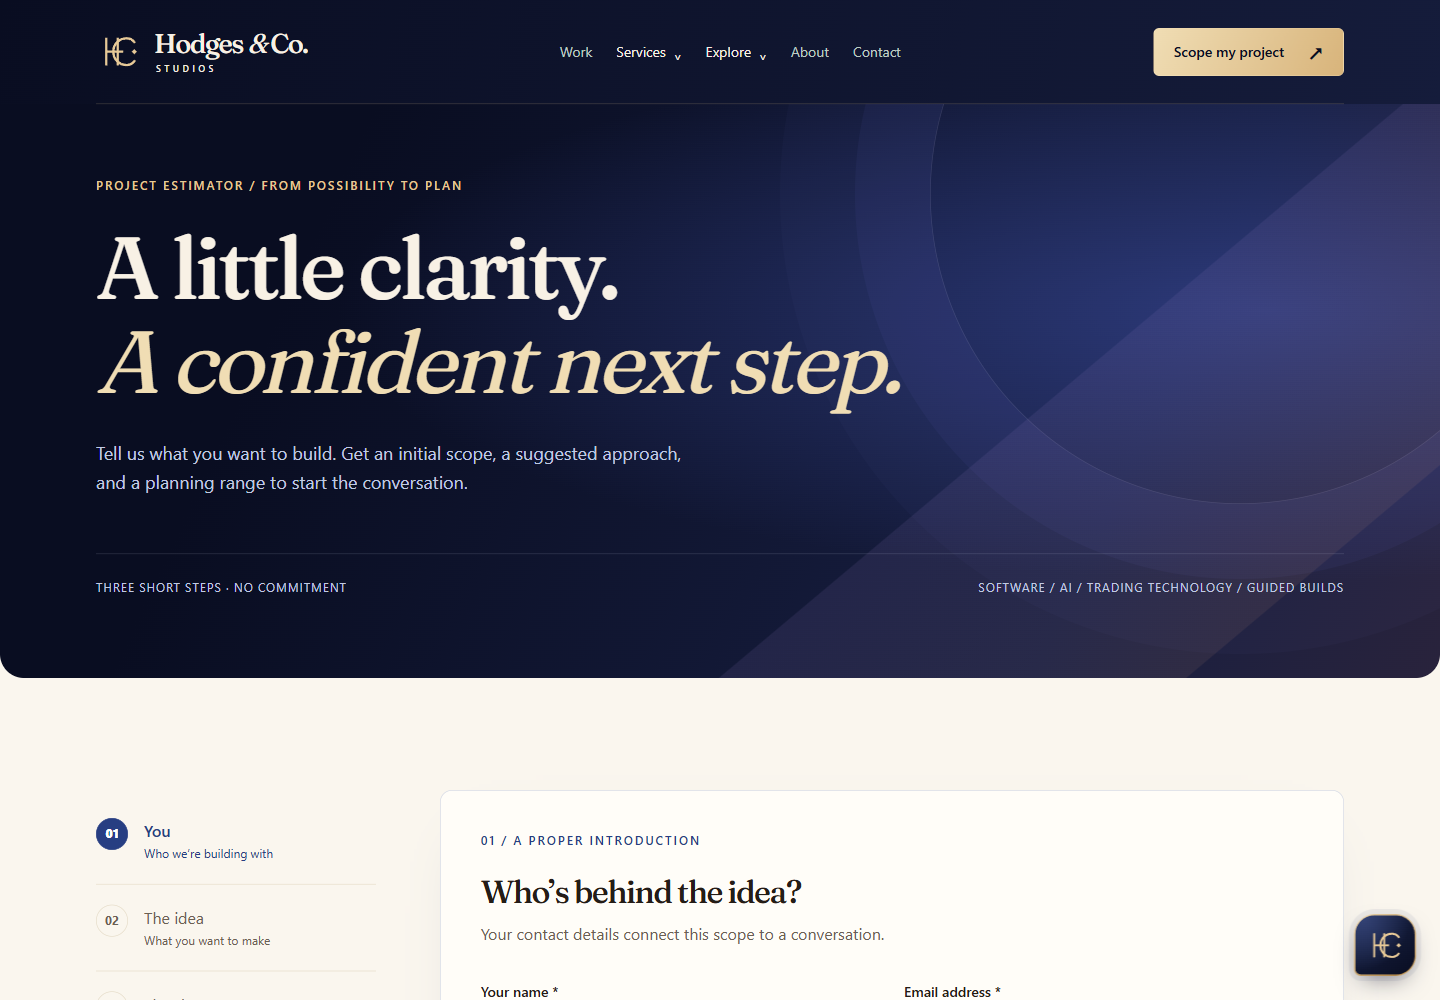 HC Hodges & Co.
STUDIOS
Work
Services
Explore
About
Contact
Scope my project ↗
PROJECT ESTIMATOR / FROM POSSIBILITY TO PLAN
A little clarity.
A confident next step.
Tell us what you want to build. Get an initial scope, a suggested approach,
and a planning range to start the conversation.
THREE SHORT STEPS · NO COMMITMENT
SOFTWARE / AI / TRADING TECHNOLOGY / GUIDED BUILDS
01 You
Who we’re building with
02 The idea
What you want to make
01 / A PROPER INTRODUCTION
Who’s behind the idea?
Your contact details connect this scope to a conversation.
Your name *
Email address *
HC